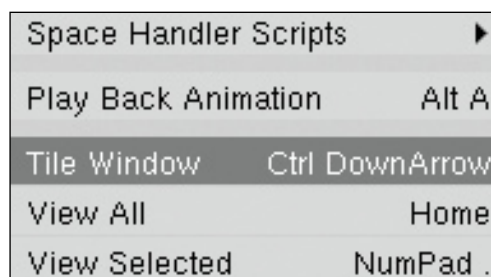 Space Handler Scripts
Play Back Animation Alt A
Tile Window Ctrl DownArrow
View All Home
View Selected NumPad .